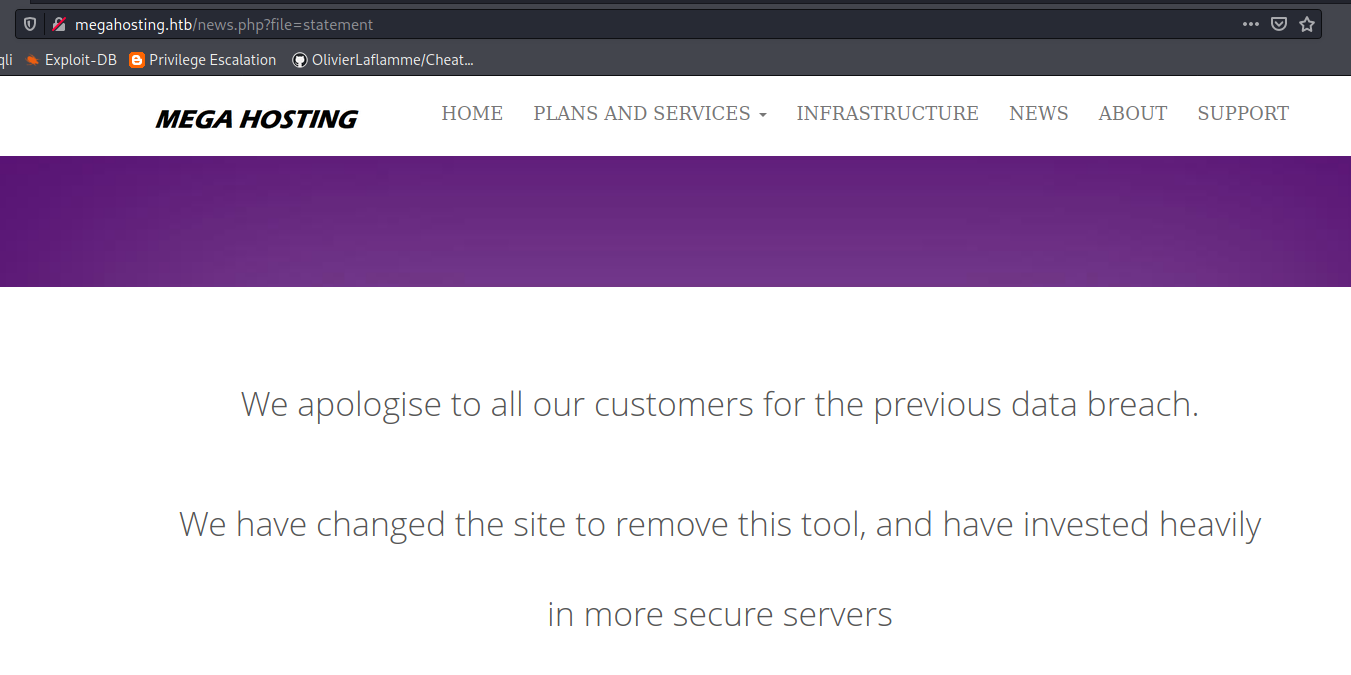 megahosting.htb/news.php?file=statement
qli Exploit-DB Privilege Escalation OlivierLaflamme/Cheat...
MEGA HOSTING HOME PLANS AND SERVICES INFRASTRUCTURE NEWS ABOUT SUPPORT
We apologise to all our customers for the previous data breach.
We have changed the site to remove this tool, and have invested heavily
in more secure servers